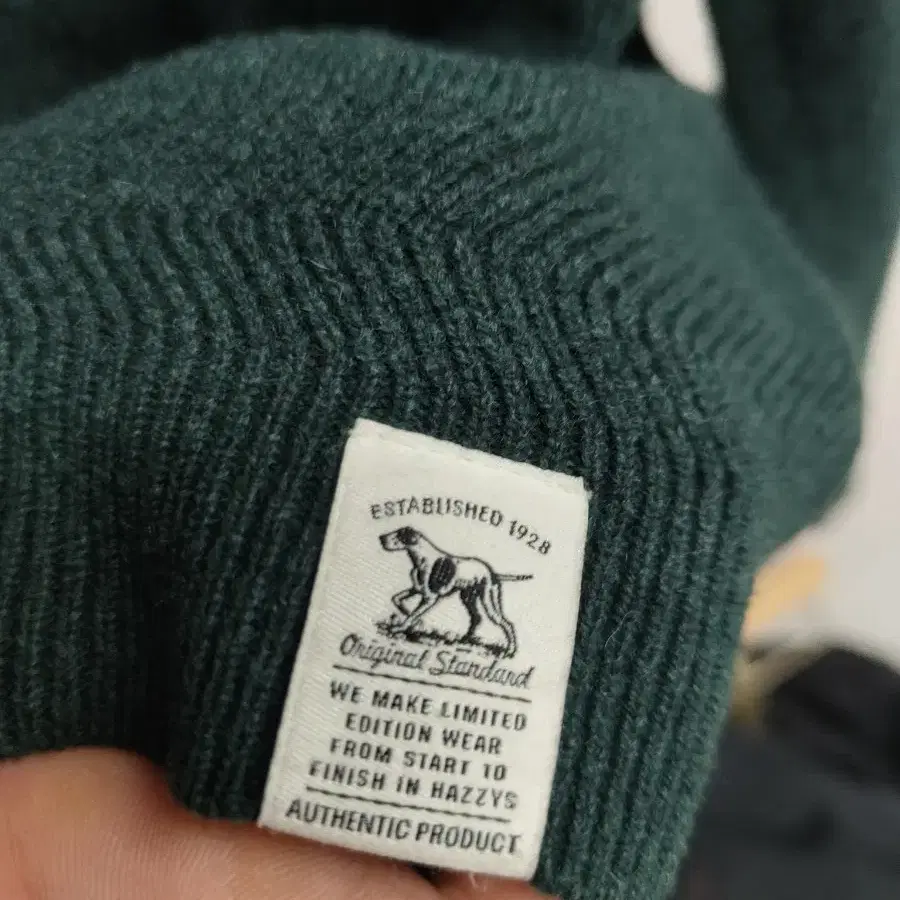 ESTABLISHED 1928
Original Standard
WE MAKE LIMITED
EDITION WEAR
FROM START TO
FINISH IN HAZZYS
AUTHENTIC PRODUCT